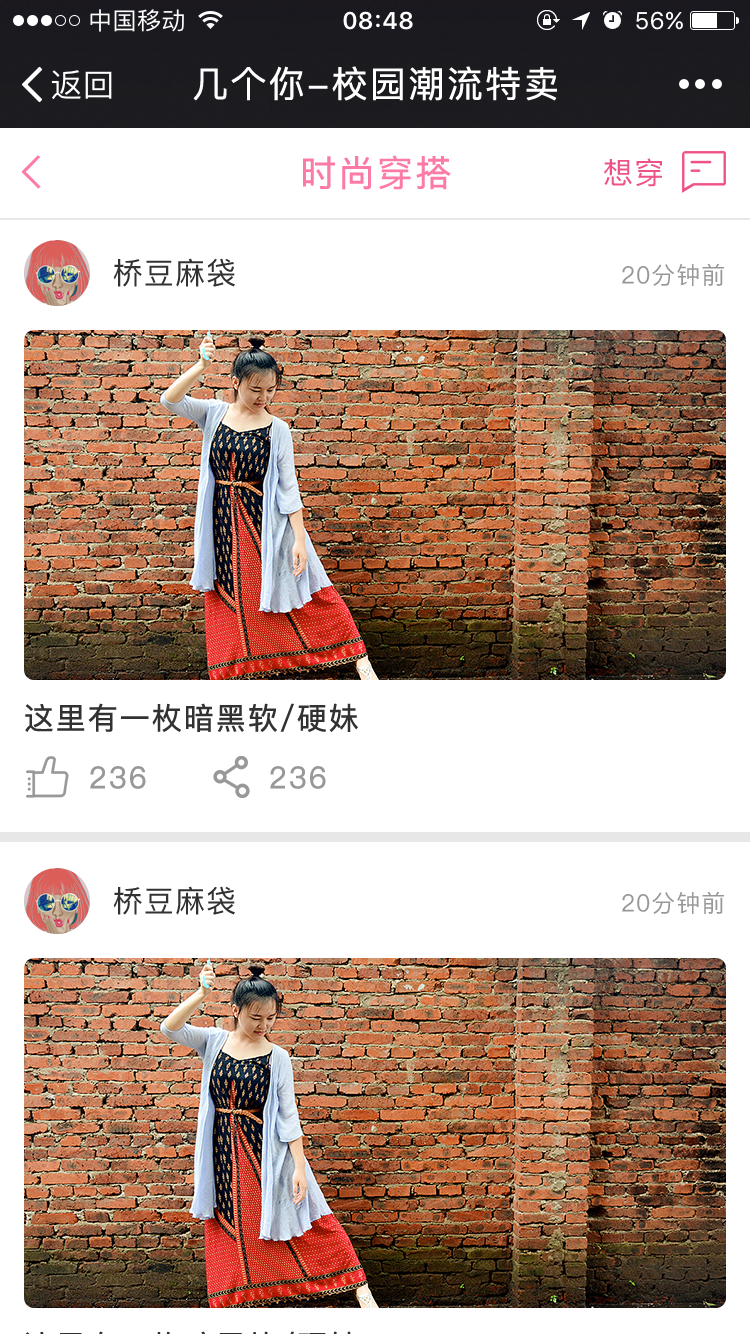 中国移动 08:48 56%
返回 几个你-校园潮流特卖
时尚穿搭 想穿
桥豆麻袋 20分钟前
这里有一枚暗黑软/硬妹
236 236
桥豆麻袋 20分钟前